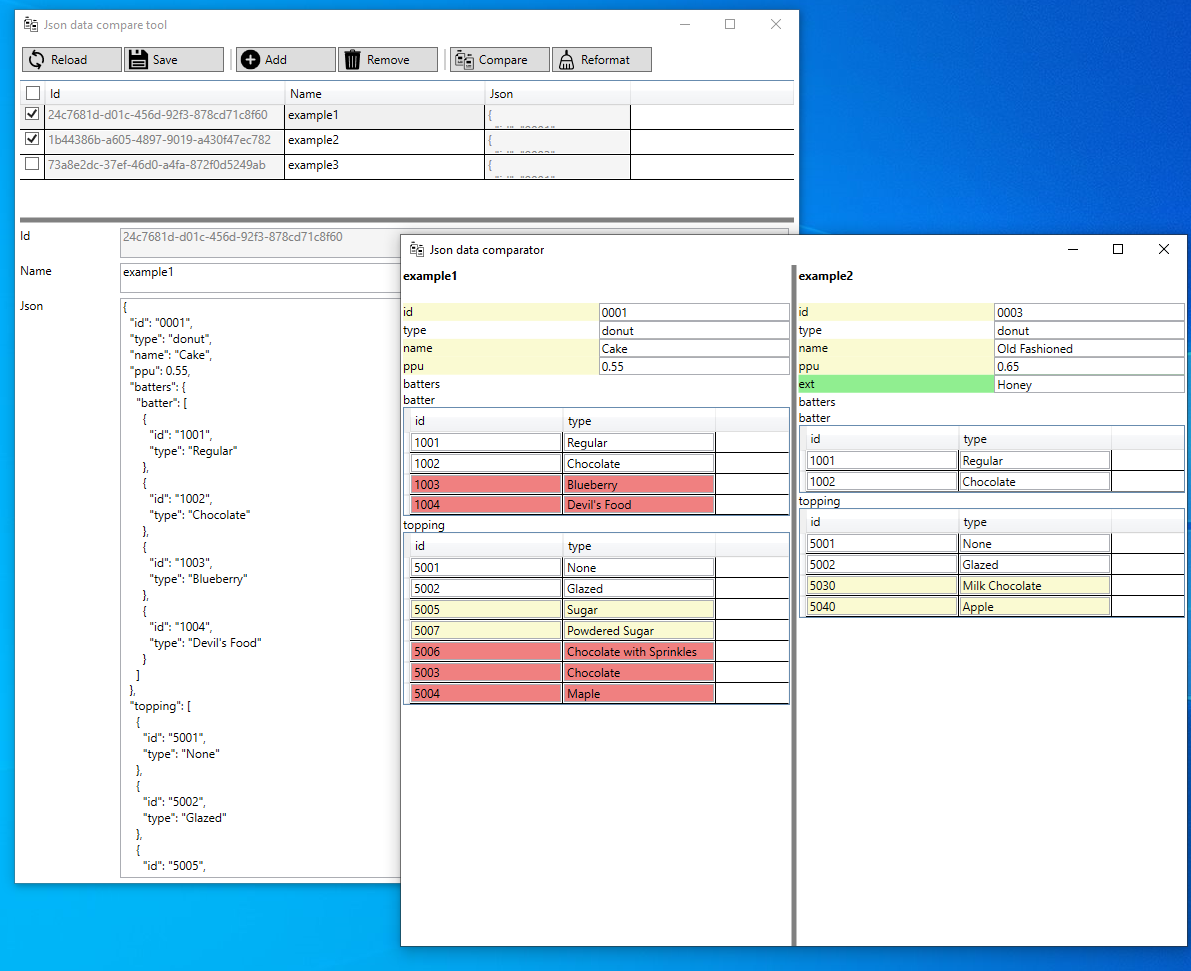 Json data compare tool
Reload Save Add Remove Compare Reformat
Id Name Json
24c7681d-d01c-456d-92f3-878cd71c8f60 example1 {
1b44386b-a605-4897-9019-a430f47ec782 example2 {
73a8e2dc-37ef-46d0-a4fa-872f0d5249ab example3 {
Id 24c7681d-d01c-456d-92f3-878cd71c8f60
Name example1
Json {
"id": "0001",
"type": "donut",
"name": "Cake",
"ppu": 0.55,
"batters": {
"batter": [
{
"id": "1001",
"type": "Regular"
},
{
"id": "1002",
"type": "Chocolate"
},
{
"id": "1003",
"type": "Blueberry"
},
{
"id": "1004",
"type": "Devil's Food"
}
]
},
"topping": [
{
"id": "5001",
"type": "None"
},
{
"id": "5002",
"type": "Glazed"
},
{
"id": "5005",
Json data comparator
example1
id 0001
type donut
name Cake
ppu 0.55
batters
batter
id type
1001 Regular
1002 Chocolate
1003 Blueberry
1004 Devil's Food
topping
id type
5001 None
5002 Glazed
5005 Sugar
5007 Powdered Sugar
5006 Chocolate with Sprinkles
5003 Chocolate
5004 Maple
example2
id 0003
type donut
name Old Fashioned
ppu 0.65
ext Honey
batters
batter
id type
1001 Regular
1002 Chocolate
topping
id type
5001 None
5002 Glazed
5030 Milk Chocolate
5040 Apple